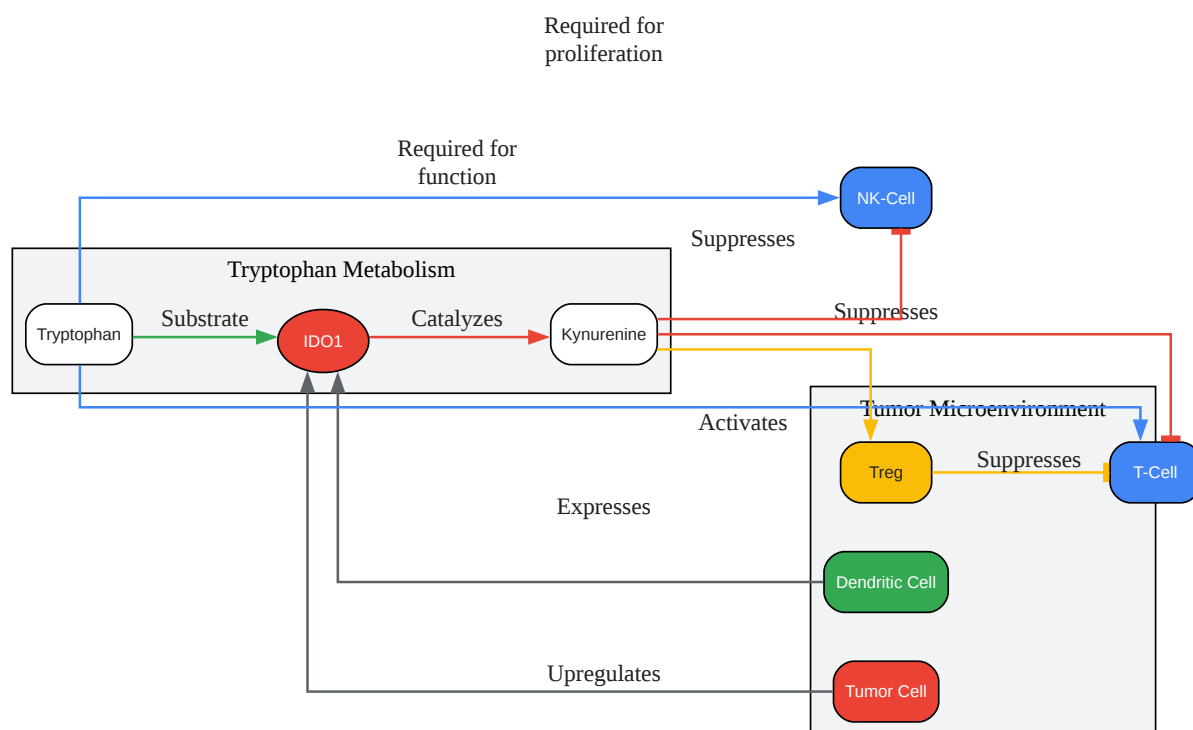 Required for
proliferation
Required for
function
NK-Cell
Suppresses
Tryptophan Metabolism
Suppresses
Tryptophan
Substrate
IDO1
Catalyzes
Kynurenine
Tumor Microenvironment
Activates
Treg
Suppresses
T-Cell
Expresses
Dendritic Cell
Upregulates
Tumor Cell